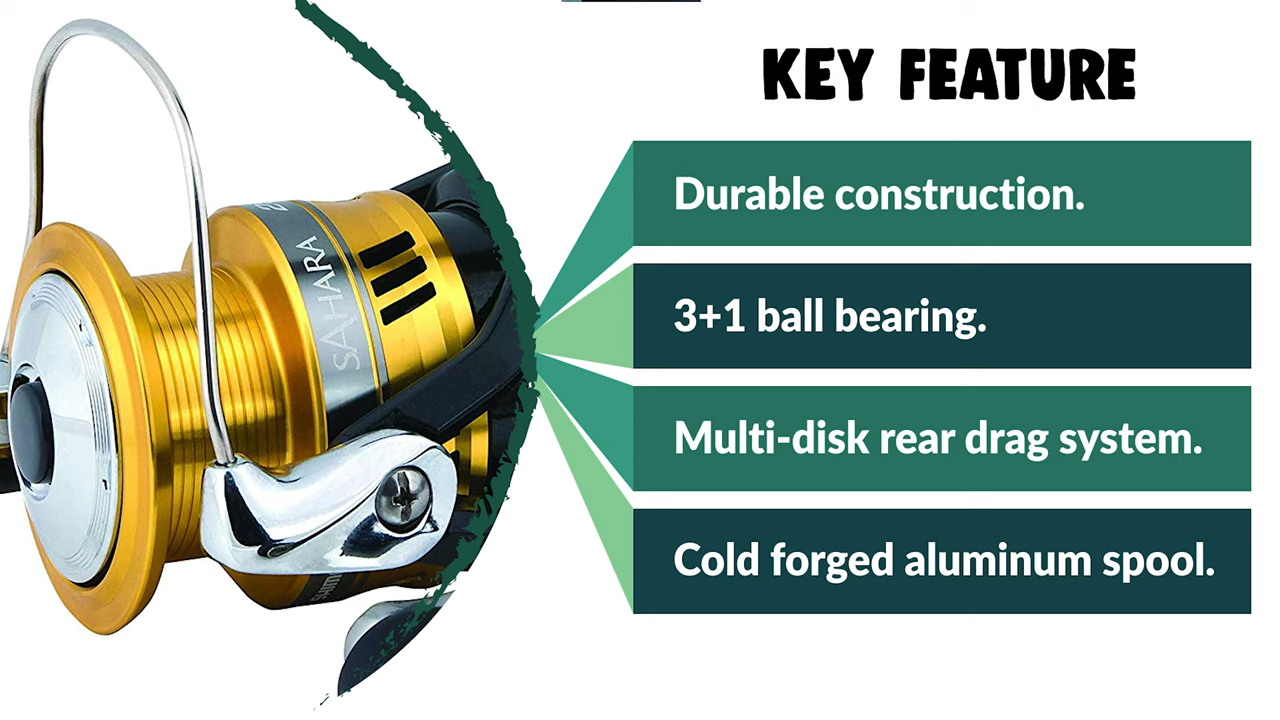 KEY FEATURE
Durable construction.
3+1 ball bearing.
Multi-disk rear drag system.
Cold forged aluminum spool.
SAHARA